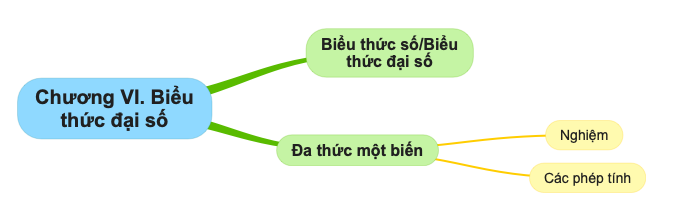 Chương VI. Biểu
thức đại số
Biểu thức số/Biểu
thức đại số
Đa thức một biến
Nghiệm
Các phép tính